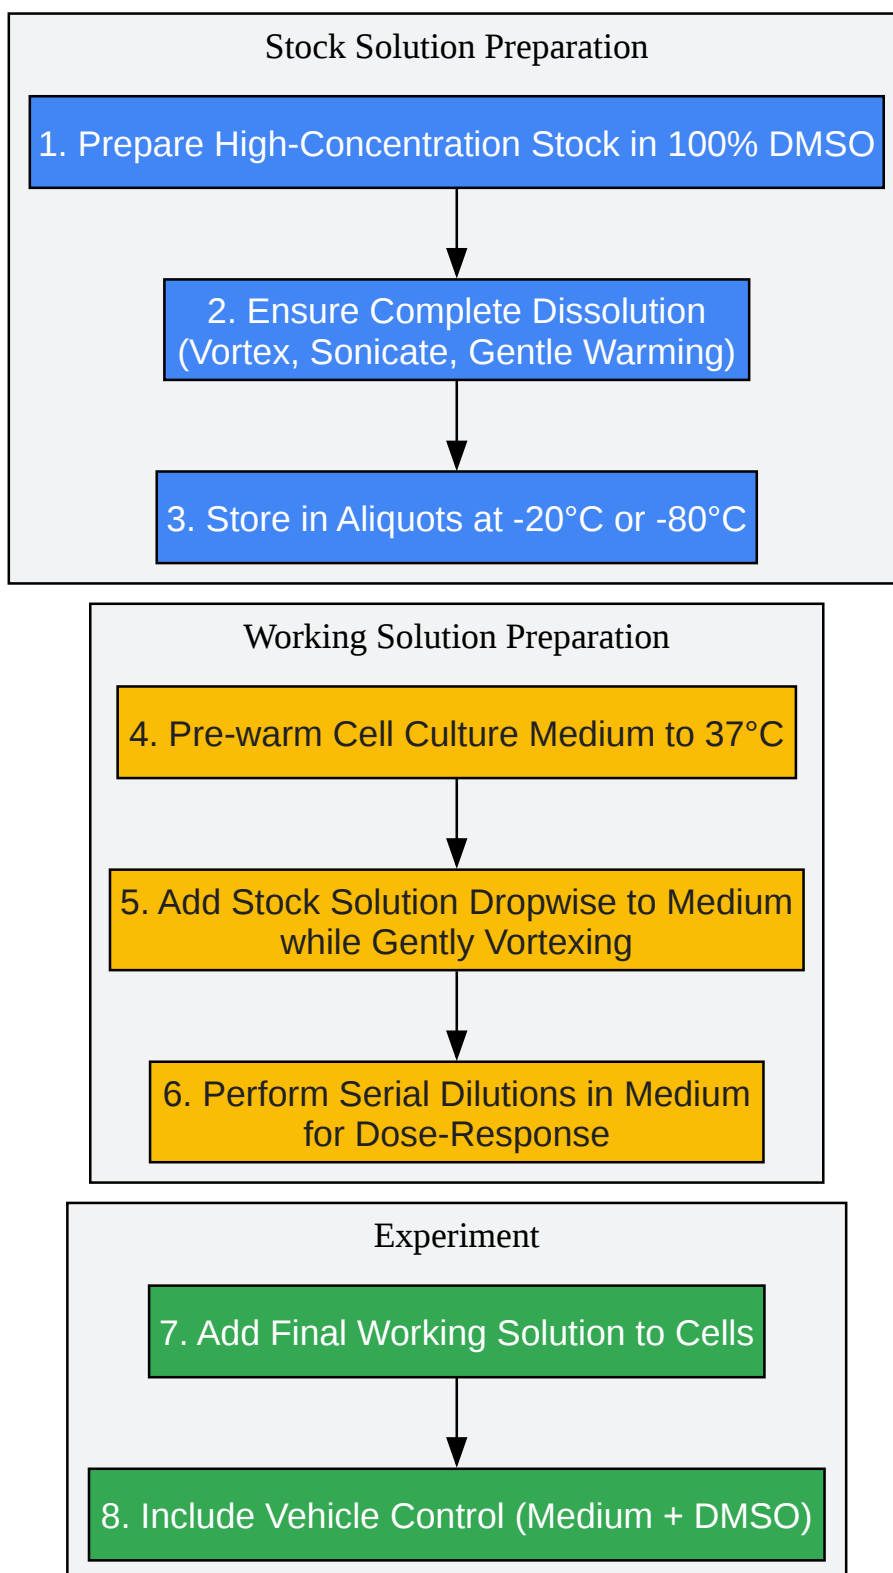 Stock Solution Preparation
1. Prepare High-Concentration Stock in 100% DMSO
2. Ensure Complete Dissolution
(Vortex, Sonicate, Gentle Warming)
3. Store in Aliquots at -20°C or -80°C
Working Solution Preparation
4. Pre-warm Cell Culture Medium to 37°C
5. Add Stock Solution Dropwise to Medium
while Gently Vortexing
6. Perform Serial Dilutions in Medium
for Dose-Response
Experiment
7. Add Final Working Solution to Cells
8. Include Vehicle Control (Medium + DMSO)